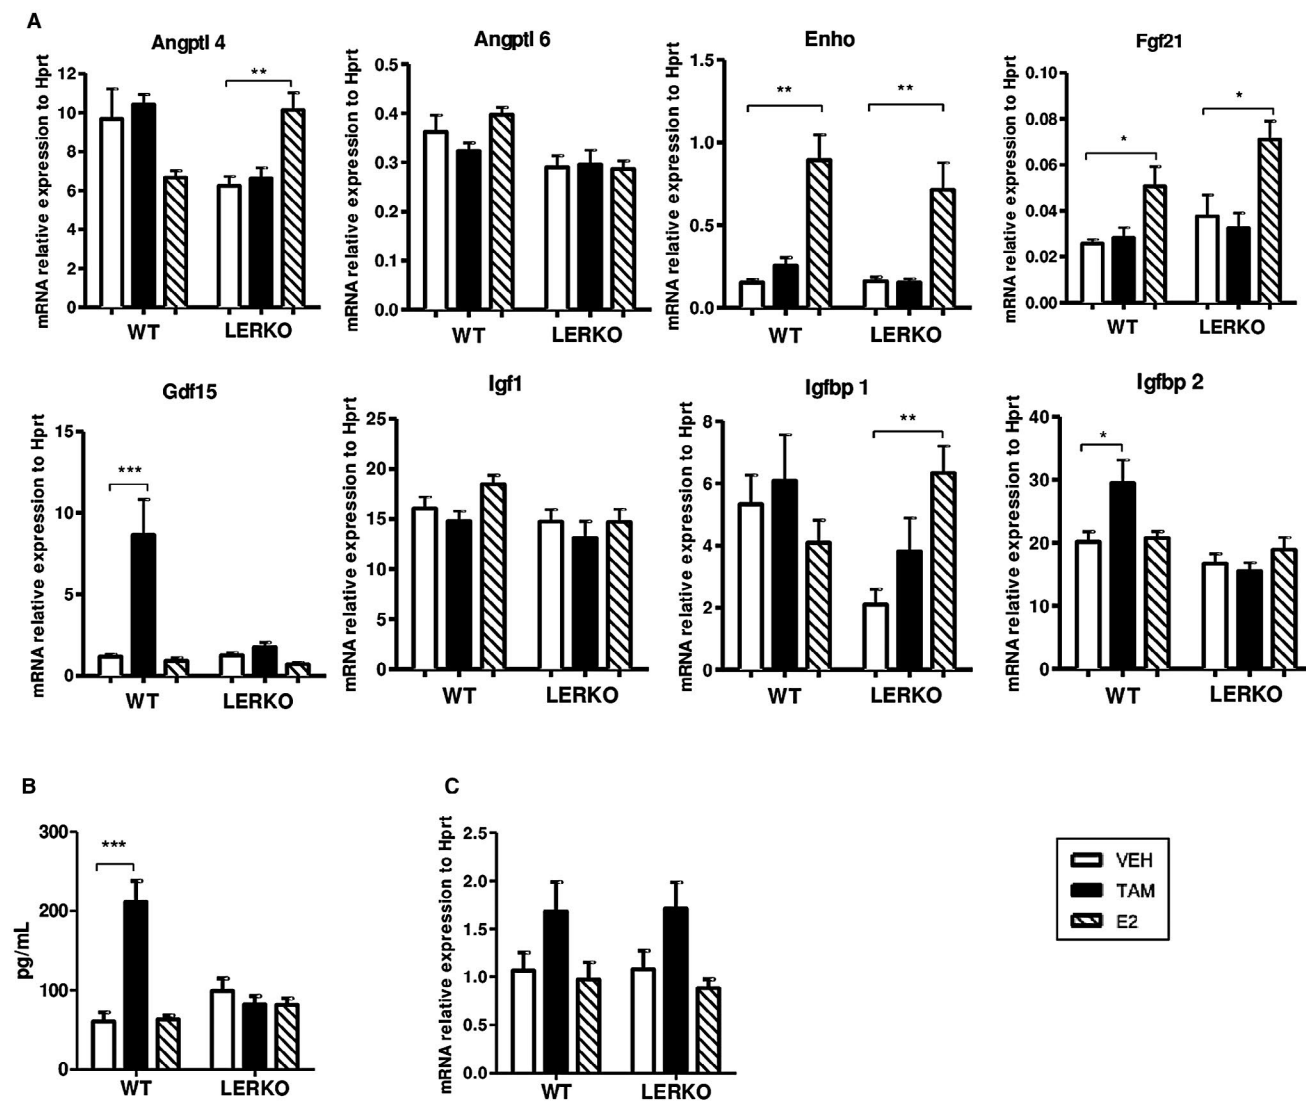 A
Angptl 4
mRNA relative expression to Hprt
12
10
8
6
4
2
0
**
WT
LERKO
Angptl 6
mRNA relative expression to Hprt
0.5
0.4
0.3
0.2
0.1
0.0
WT
LERKO
Enho
mRNA relative expression to Hprt
1.5
1.0
0.5
0.0
**
**
WT
LERKO
Fgf21
mRNA relative expression to Hprt
0.10
0.08
0.06
0.04
0.02
0.00
*
*
WT
LERKO
Gdf15
mRNA relative expression to Hprt
15
10
5
0
***
WT
LERKO
Igf1
mRNA relative expression to Hprt
25
20
15
10
5
0
WT
LERKO
Igfbp 1
mRNA relative expression to Hprt
8
6
4
2
0
**
WT
LERKO
Igfbp 2
mRNA relative expression to Hprt
40
30
20
10
0
*
WT
LERKO
B
pg/mL
300
200
100
0
***
WT
LERKO
C
mRNA relative expression to Hprt
2.5
2.0
1.5
1.0
0.5
0.0
WT
LERKO
VEH
TAM
E2